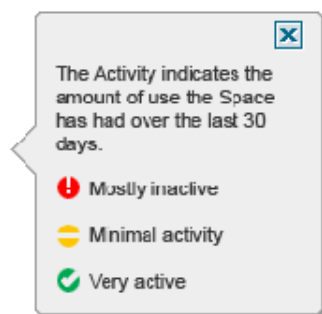 The Activity indicates the
amount of use the Space
has had over the last 30
days.
Mostly inactive
Minimal activity
Very active